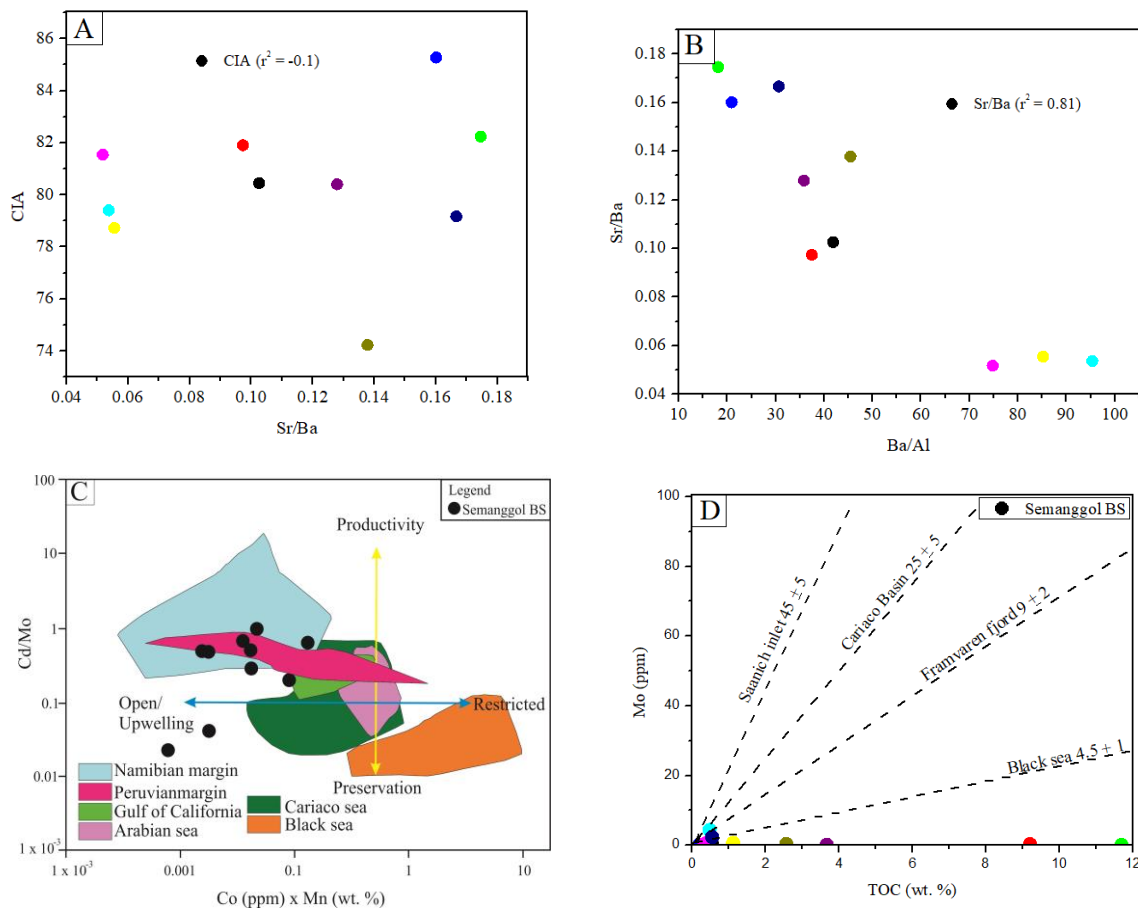 A
CIA (r² = -0.1)
86
84
82
80
78
76
74
CIA
0.04 0.06 0.08 0.10 0.12 0.14 0.16 0.18
Sr/Ba
B
Sr/Ba (r² = 0.81)
0.18
0.16
0.14
0.12
0.10
0.08
0.06
0.04
Sr/Ba
10 20 30 40 50 60 70 80 90 100
Ba/Al
C
Legend
Semanggol BS
100
10
1
0.1
0.01
1 x 10⁻³
Cd/Mo
Productivity
Open/
Upwelling
Restricted
Preservation
Namibian margin
Peruvianmargin
Gulf of California
Arabian sea
Cariaco sea
Black sea
1 x 10⁻³ 0.001 0.01 0.1 1 10
Co (ppm) x Mn (wt. %)
D
Semanggol BS
100
80
60
40
20
0
Mo (ppm)
Saanich inlet 45 ± 5
Cariaco Basin 25 ± 5
Framvaren fjord 9 ± 2
Black sea 4.5 ± 1
0 2 4 6 8 10 12
TOC (wt. %)